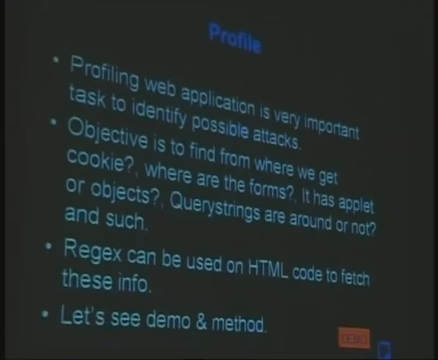 Profile
• Profiling web application is very important
task to identify possible attacks.
• Objective is to find from where we get
cookie?, where are the forms?, It has applet
or objects?, Querystrings are around or not?
and such.
• Regex can be used on HTML code to fetch
these info.
• Let's see demo & method.
DEMO